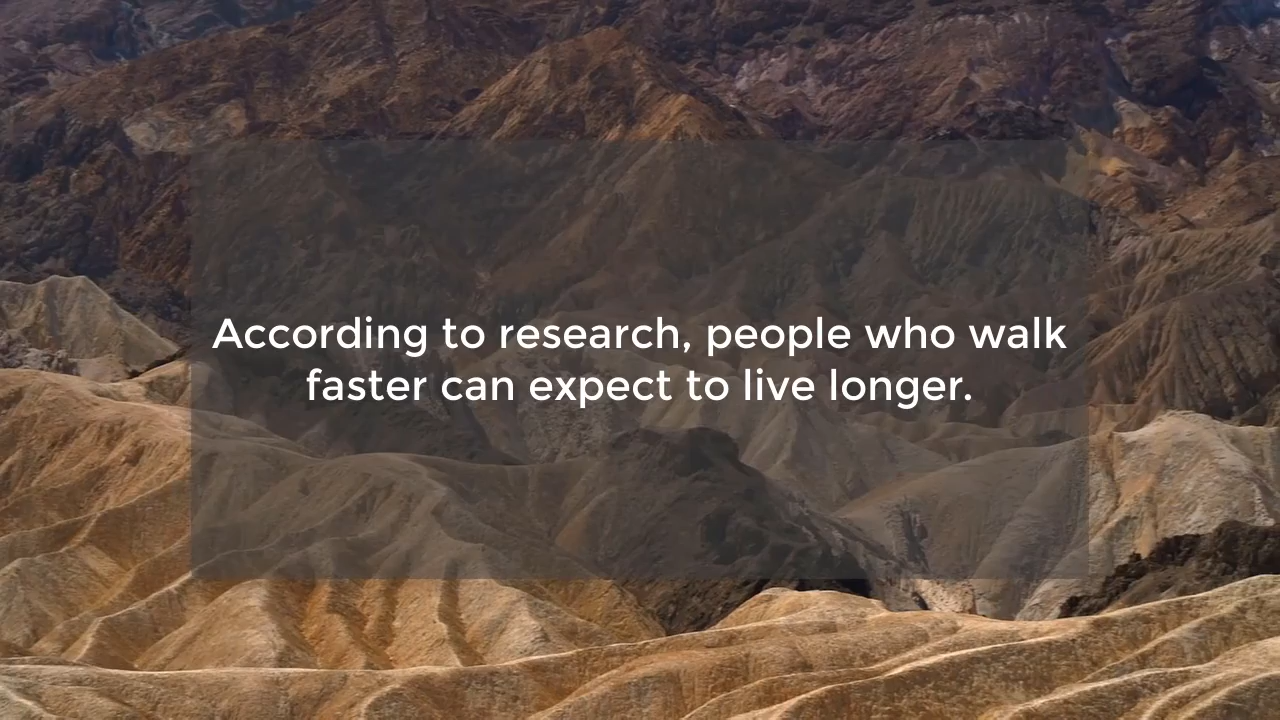 According to research, people who walk
faster can expect to live longer.